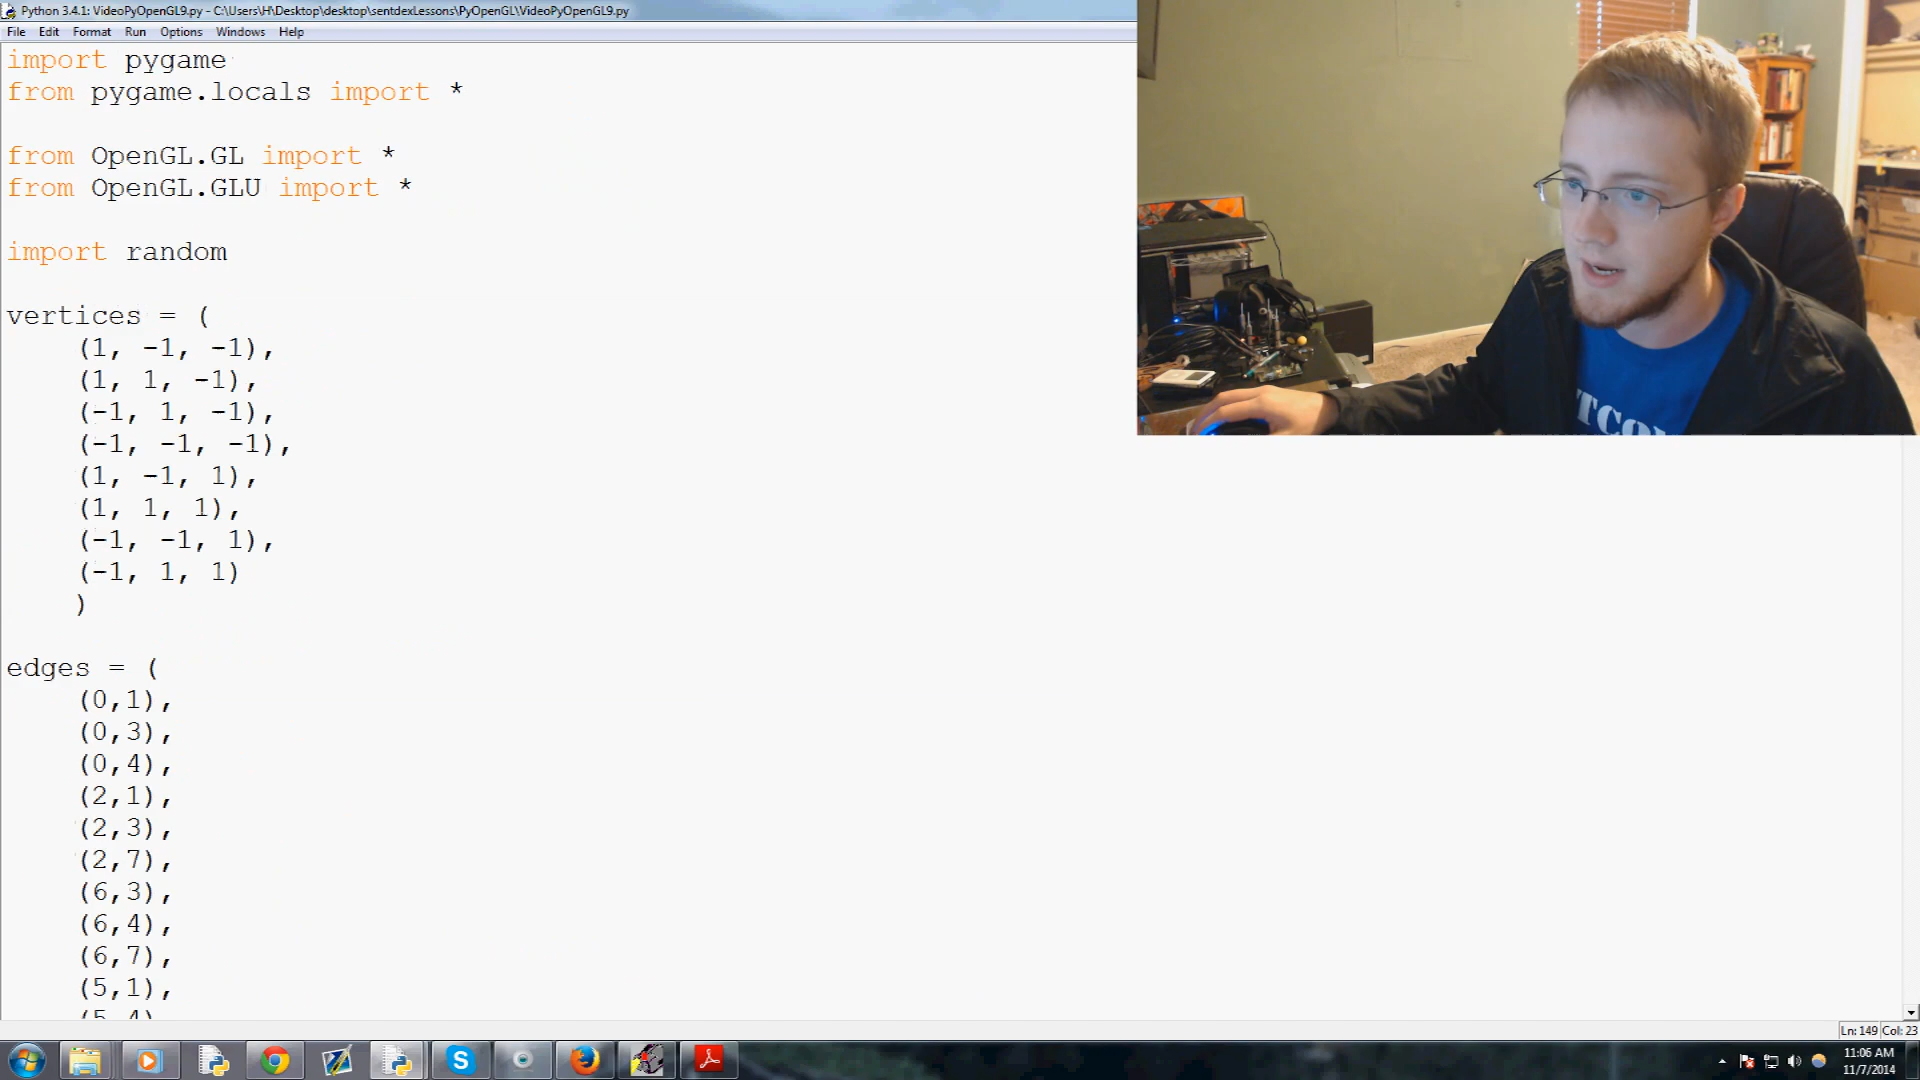 Python 3.4.1: VideoPyOpenGL9.py - C:\Users\H\Desktop\desktop\sentdexLessons\PyOpenGL\VideoPyOpenGL9.py
File Edit Format Run Options Windows Help
import pygame
from pygame.locals import *
from OpenGL.GL import *
from OpenGL.GLU import *
import random
vertices = (
(1, -1, -1),
(1, 1, -1),
(-1, 1, -1),
(-1, -1, -1),
(1, -1, 1),
(1, 1, 1),
(-1, -1, 1),
(-1, 1, 1)
)
edges = (
(0,1),
(0,3),
(0,4),
(2,1),
(2,3),
(2,7),
(6,3),
(6,4),
(6,7),
(5,1),
(5,4)
Ln: 149 Col: 23
11:06 AM
11/7/2014